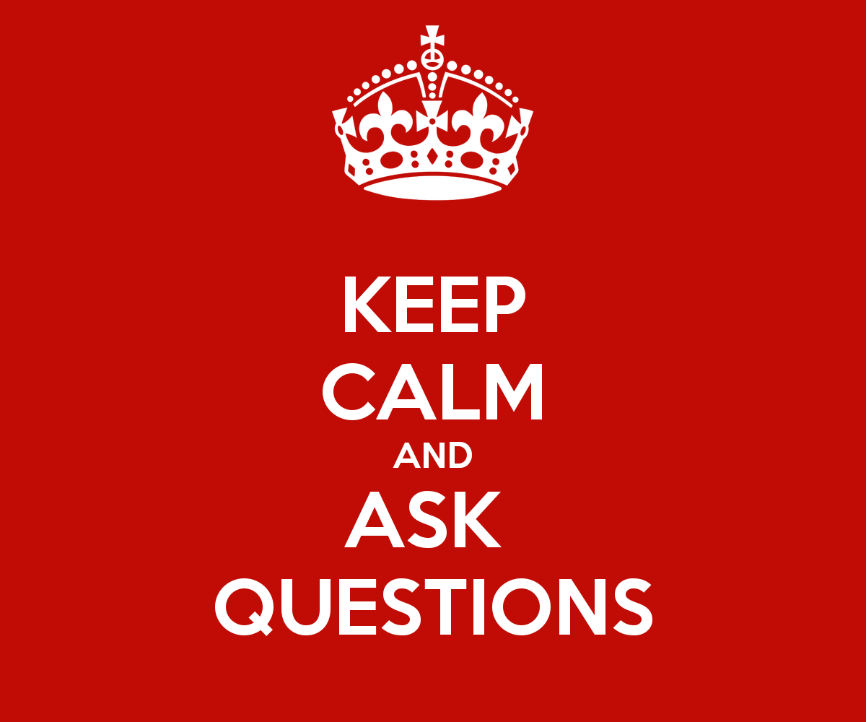 KEEP
CALM
AND
ASK
QUESTIONS